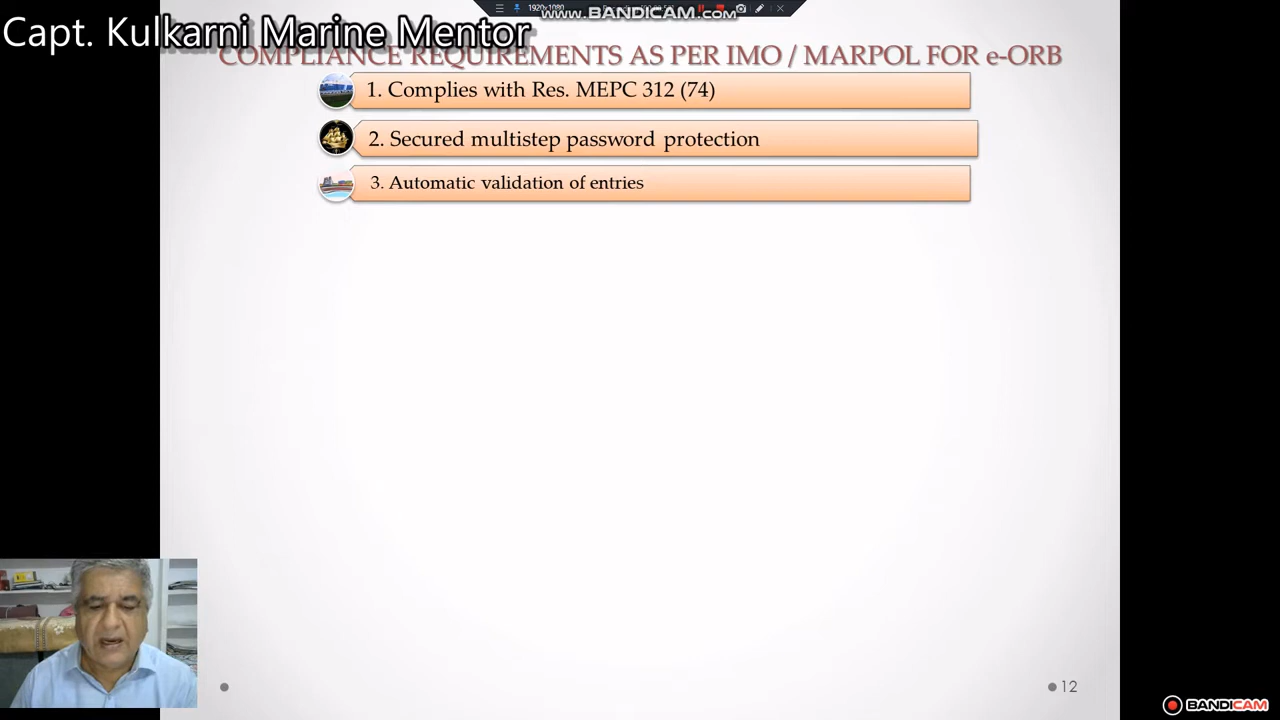 1920x1080
www.BANDICAM.com
Capt. Kulkarni Marine Mentor
COMPLIANCE REQUIREMENTS AS PER IMO / MARPOL FOR e-ORB
1. Complies with Res. MEPC 312 (74)
2. Secured multistep password protection
3. Automatic validation of entries
12
BANDICAM